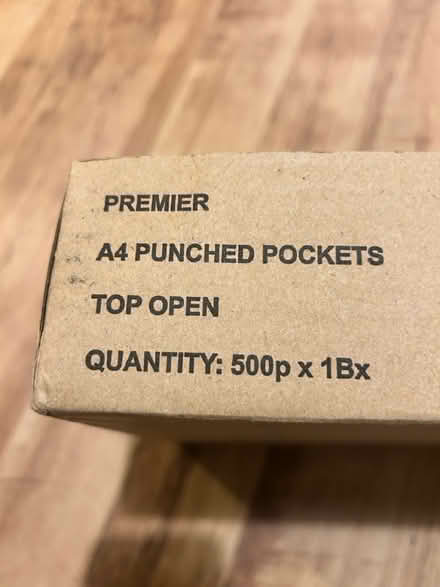 PREMIER
A4 PUNCHED POCKETS
TOP OPEN
QUANTITY: 500p x 1Bx